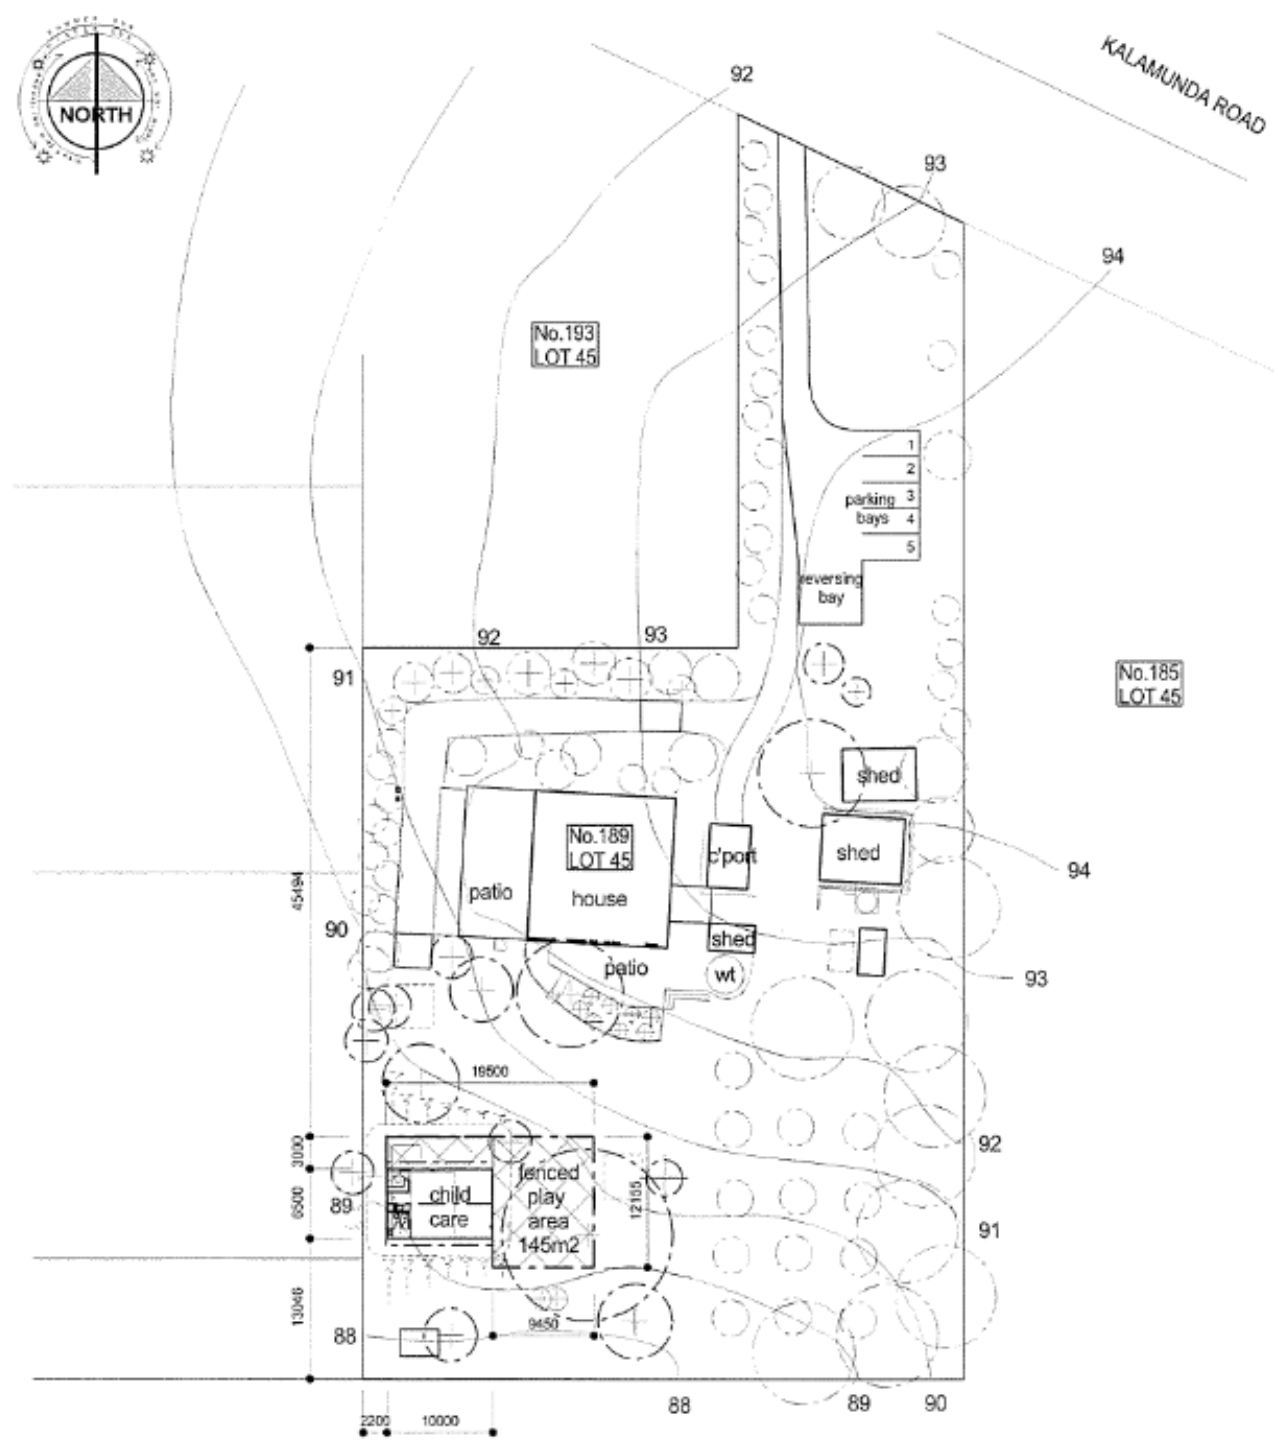 NORTH
KALAMUNDA ROAD
92
93
94
No.193
LOT 45
1
2
parking 3
bays 4
5
reversing
bay
92
93
91
No.185
LOT 45
shed
No.189
LOT 45
c'port
shed
94
45494
patio
house
90
shed
patio
wt
93
19500
3000
92
child
care
fenced
play
area
145m2
12155
6500
89
91
13046
9450
88
88
89
90
2200
10000